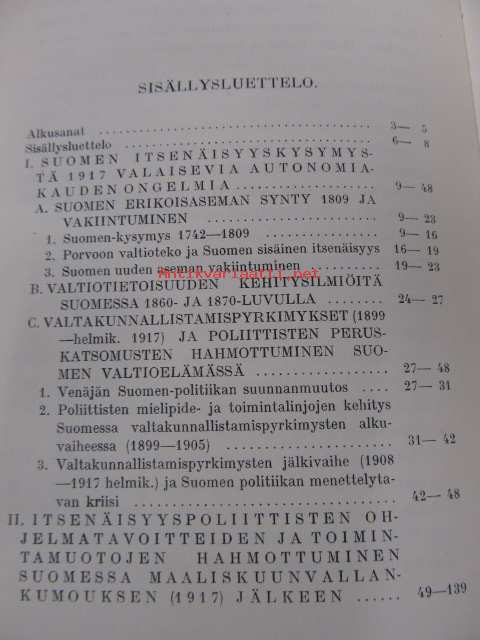 SISÄLLYSLUETTELO.
Alkusanat .......... 3— 5
Sisällysluettelo .......... 6— 8
I. SUOMEN ITSENÄISYYSKYSYMYS-
TÄ 1917 VALAISEVIA AUTONOMIA-
KAUDEN ONGELMIA .......... 9—48
A. SUOMEN ERIKOISASEMAN SYNTY 1809 JA
VAKIINTUMINEN .......... 9—23
1. Suomen-kysymys 1742—1809 .......... 9—16
2. Porvoon valtioteko ja Suomen sisäinen itsenäisyys 16—19
3. Suomen uuden aseman vakiintuminen .......... 19—23
antikvariaatti.net
B. VALTIOTIETOISUUDEN KEHITYSILMIÖITÄ
SUOMESSA 1860- JA 1870-LUVULLA .......... 24—27
C. VALTAKUNNALLISTAMISPYRKIMYKSET (1899
—helmik. 1917) JA POLIITTISTEN PERUS-
KATSOMUSTEN HAHMOTTUMINEN SUO-
MEN VALTIOELÄMÄSSÄ .......... 27—48
1. Venäjän Suomen-politiikan suunnanmuutos .... 27—31
2. Poliittisten mielipide- ja toimintalinjojen kehitys
Suomessa valtakunnallistamispyrkimysten alku-
vaiheessa (1899—1905) .......... 31—42
3. Valtakunnallistamispyrkimysten jälkivaihe (1908
—1917 helmik.) ja Suomen politiikan menettelyta-
van kriisi .......... 42—48
II. ITSENÄISYYSPOLIITTISTEN OH-
JELMATAVOITTEIDEN JA TOIMIN-
TAMUOTOJEN HAHMOTTUMINEN
SUOMESSA MAALISKUUNVALLAN-
KUMOUKSEN (1917) JÄLKEEN ...... 49—139